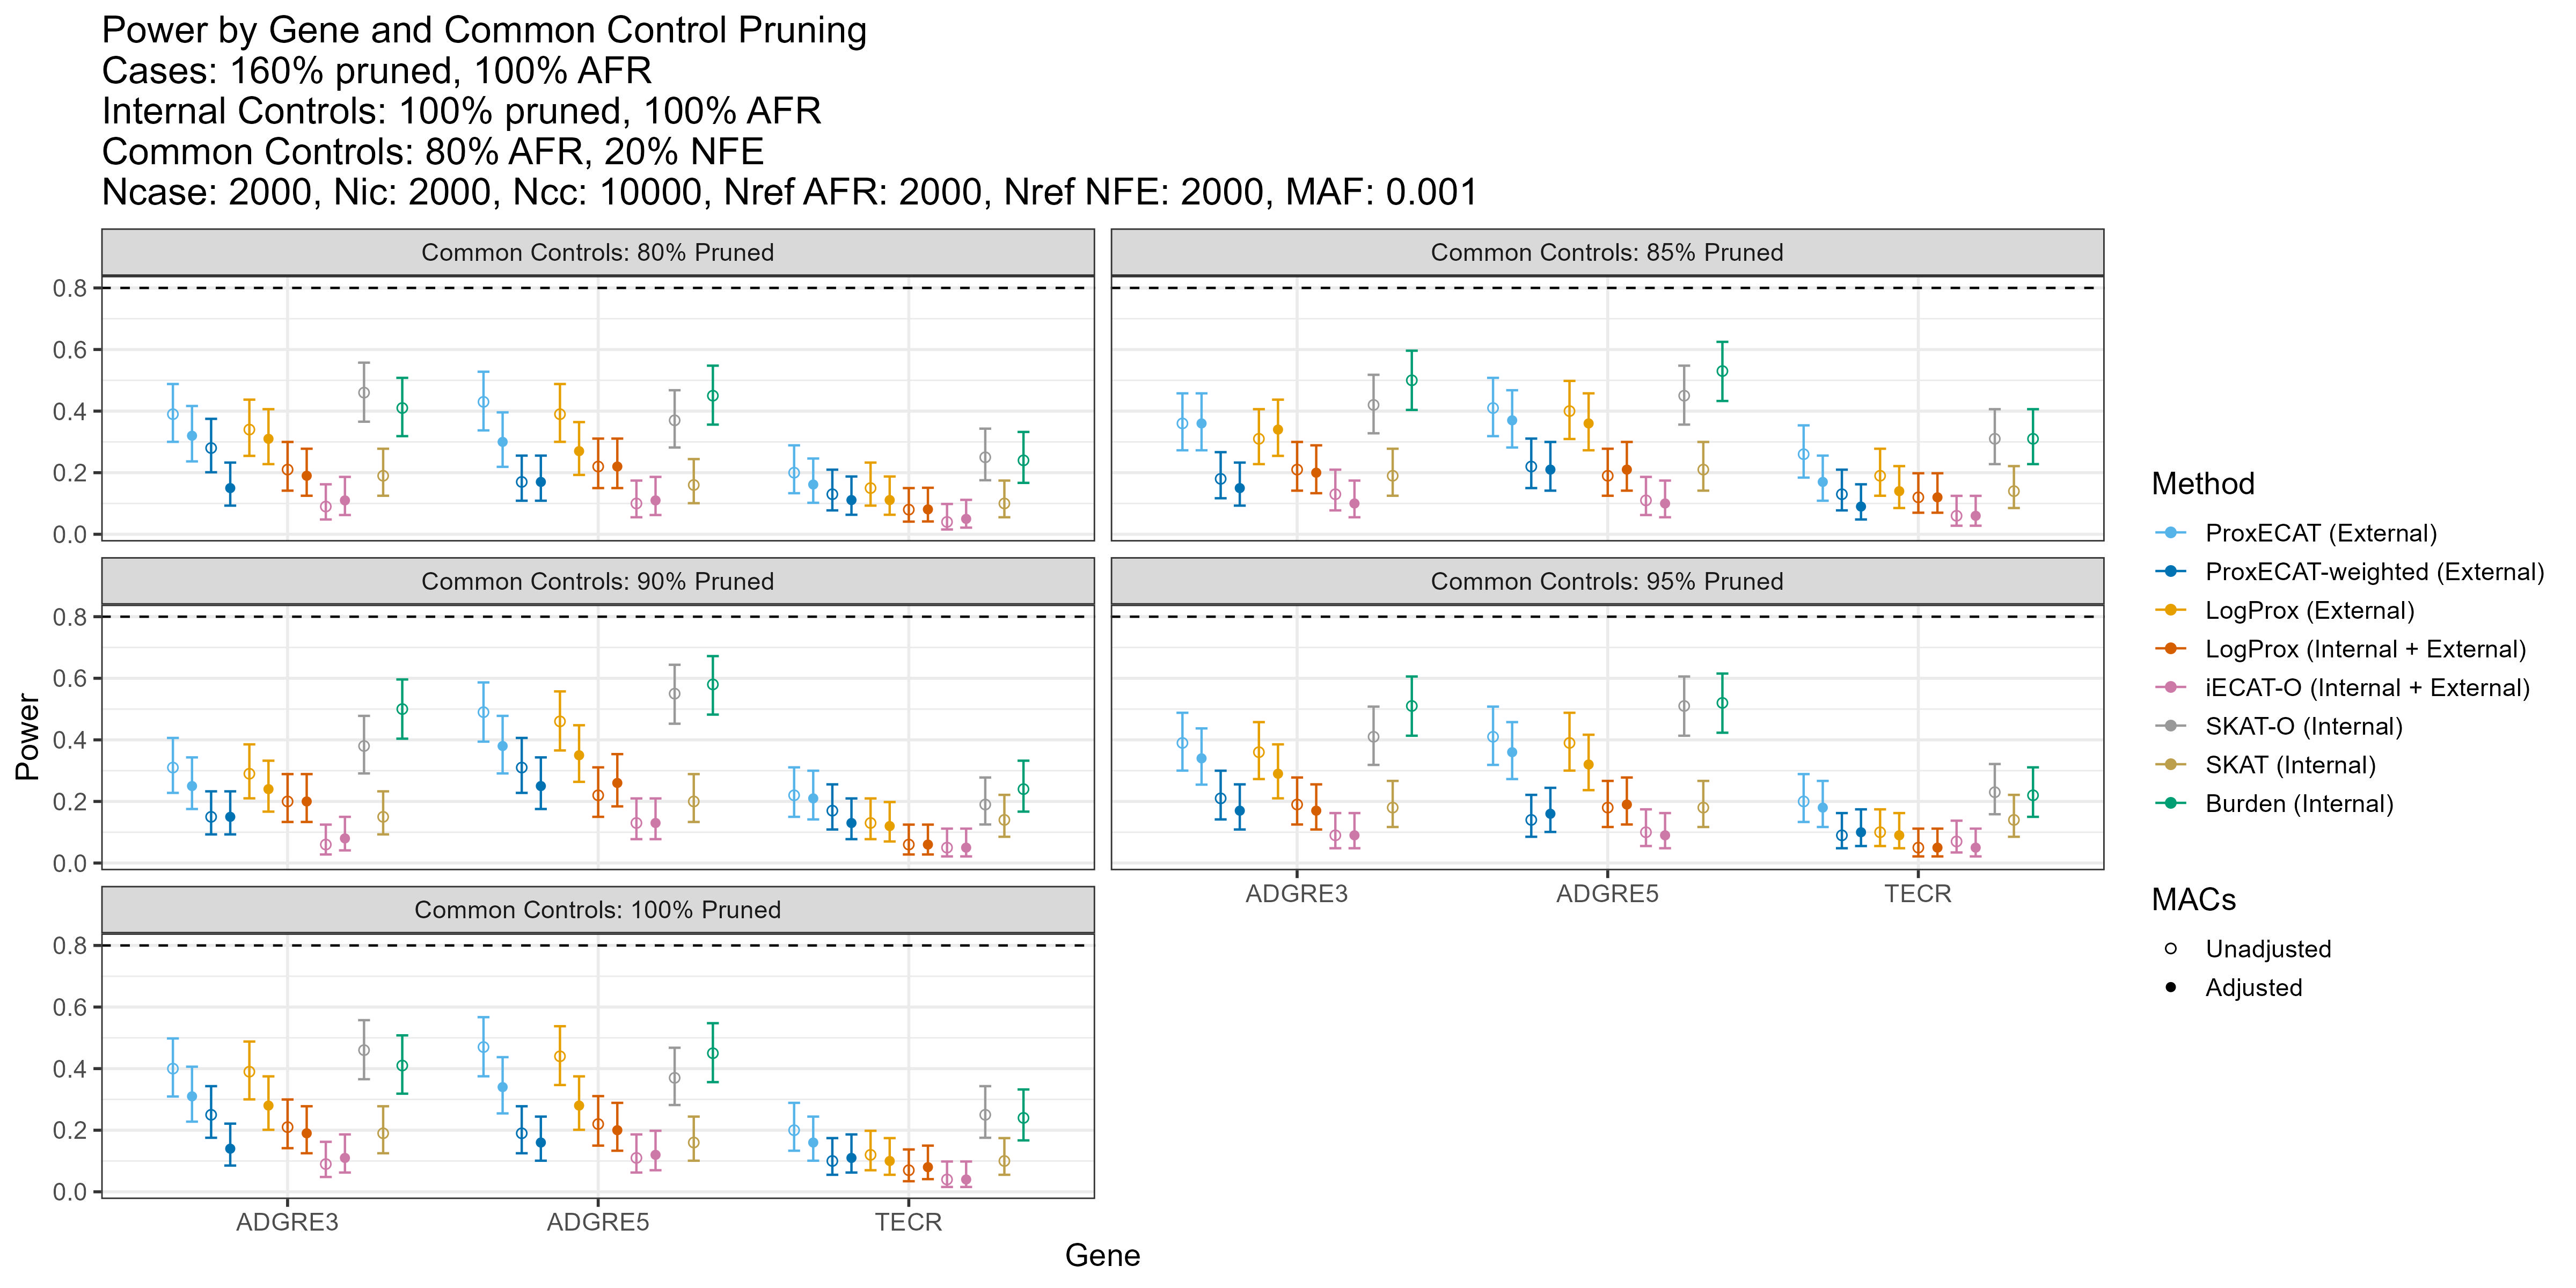 Power by Gene and Common Control Pruning
Cases: 160% pruned, 100% AFR
Internal Controls: 100% pruned, 100% AFR
Common Controls: 80% AFR, 20% NFE
Ncase: 2000, Nic: 2000, Ncc: 10000, Nref AFR: 2000, Nref NFE: 2000, MAF: 0.001
Common Controls: 80% Pruned
Common Controls: 85% Pruned
0.8
0.6
0.4
0.2
0.0
Common Controls: 90% Pruned
Common Controls: 95% Pruned
0.8
0.6
0.4
0.2
0.0
ADGRE3
ADGRE5
TECR
Common Controls: 100% Pruned
0.8
0.6
0.4
0.2
0.0
ADGRE3
ADGRE5
TECR
Power
Gene
Method
ProxECAT (External)
ProxECAT-weighted (External)
LogProx (External)
LogProx (Internal + External)
iECAT-O (Internal + External)
SKAT-O (Internal)
SKAT (Internal)
Burden (Internal)
MACs
Unadjusted
Adjusted